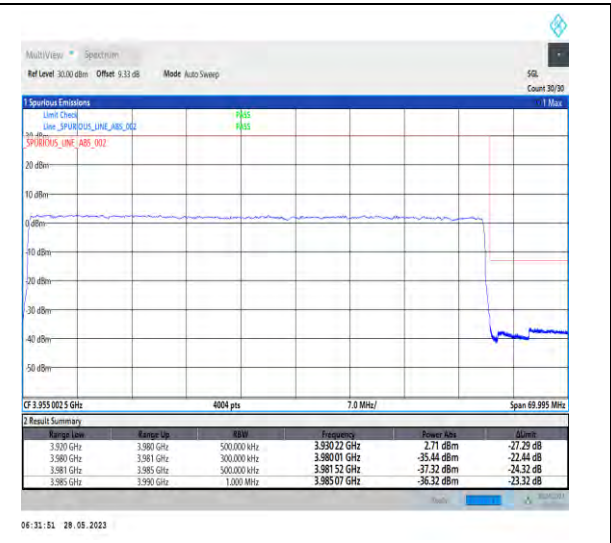 MultiView Spectrum
Ref Level 30.00 dBm Offset 9.33 dB Mode Auto Sweep SGL
Count 30/30
1 Spurious Emissions 1 Max
Limit Check PASS
Line _SPURIOUS_LINE_ABS_002 PASS
30 dBm
_SPURIOUS_LINE_ABS_002
20 dBm
10 dBm
0 dBm
-10 dBm
-20 dBm
-30 dBm
-40 dBm
-50 dBm
CF 3.955 002 5 GHz 4004 pts 7.0 MHz/ Span 69.995 MHz
2 Result Summary
Range Low Range Up RBW Frequency Power Abs ΔLimit
3.920 GHz 3.980 GHz 500.000 kHz 3.930 22 GHz 2.71 dBm -27.29 dB
3.980 GHz 3.981 GHz 300.000 kHz 3.980 01 GHz -35.44 dBm -22.44 dB
3.981 GHz 3.985 GHz 500.000 kHz 3.981 52 GHz -37.32 dBm -24.32 dB
3.985 GHz 3.990 GHz 1.000 MHz 3.985 07 GHz -36.32 dBm -23.32 dB
06:31:51 28.05.2023